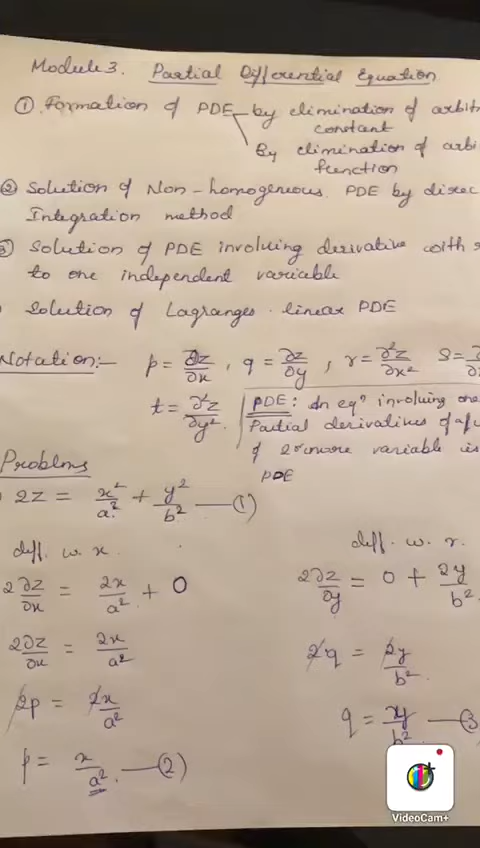 Module 3. Partial Differential Equation
① Formation of PDE by elimination of arbit
constant
By elimination of arbi
function
② Solution of Non-homogeneous PDE by direc
Integration method
③ Solution of PDE involving derivative with
to one independent variable
Solution of Lagranges linear PDE
Notation:- p = ∂z/∂x , q = ∂z/∂y , r = ∂²z/∂x² S = ∂
t = ∂²z/∂y²
PDE: An eqⁿ involving one
Partial derivatives of a fu
of 2 or more variable is
PDE
Problems
2z = x²/a² + y²/b² —(1)
diff. w. x.
2∂z/∂x = 2x/a² + 0
2∂z/∂x = 2x/a²
2p = 2x/a²
p = x/a². —(2)
diff. w. r.
2∂z/∂y = 0 + 2y/b²
2q = 2y/b².
q = y/b² —(3
VideoCam+